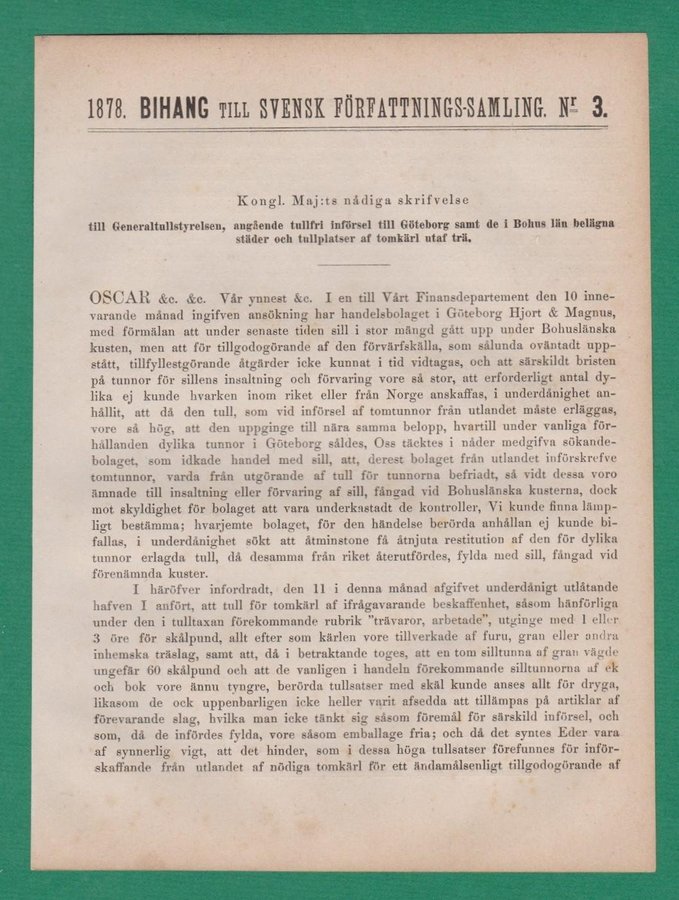 1878. BIHANG TILL SVENSK FÖRFATTNINGS-SAMLING. Nr 3.
Kongl. Maj:ts nådiga skrifvelse
till Generaltullstyrelsen, angående tullfri införsel till Göteborg samt de i Bohus län belägna
städer och tullplatser af tomkärl utaf trä.
OSCAR &c. &c. Vår ynnest &c. I en till Vårt Finansdepartement den 10 inne-
varande månad ingifven ansökning har handelsbolaget i Göteborg Hjort & Magnus,
med förmälan att under senaste tiden sill i stor mängd gått upp under Bohuslänska
kusten, men att för tillgodogörande af den förvärfskälla, som sålunda oväntadt upp-
stått, tillfyllestgörande åtgärder icke kunnat i tid vidtagas, och att särskildt bristen
på tunnor för sillens insaltning och förvaring vore så stor, att erforderligt antal dy-
lika ej kunde hvarken inom riket eller från Norge anskaffas, i underdånighet an-
hållit, att då den tull, som vid införsel af tomtunnor från utlandet måste erläggas,
vore så hög, att den uppginge till nära samma belopp, hvartill under vanliga för-
hållanden dylika tunnor i Göteborg såldes, Oss täcktes i nåder medgifva sökande-
bolaget, som idkade handel med sill, att, derest bolaget från utlandet införskrefve
tomtunnor, varda från utgörande af tull för tunnorna befriadt, så vidt dessa voro
ämnade till insaltning eller förvaring af sill, fångad vid Bohuslänska kusterna, dock
mot skyldighet för bolaget att vara underkastadt de kontroller, Vi kunde finna lämp-
ligt bestämma; hvarjemte bolaget, för den händelse berörda anhållan ej kunde bi-
fallas, i underdånighet sökt att åtminstone få åtnjuta restitution af den för dylika
tunnor erlagda tull, då desamma från riket återutfördes, fylda med sill, fångad vid
förenämnda kuster.
I häröfver infordradt, den 11 i denna månad afgifvet underdånigt utlåtande
hafven I anfört, att tull för tomkärl af ifrågavarande beskaffenhet, såsom hänförliga
under den i tulltaxan förekommande rubrik "trävaror, arbetade", utginge med 1 eller
3 öre för skålpund, allt efter som kärlen vore tillverkade af furu, gran eller andra
inhemska träslag, samt att, då i betraktande toges, att en tom silltunna af gran vägde
ungefär 60 skålpund och att de vanligen i handeln förekommande silltunnorna af ek
och bok vore ännu tyngre, berörda tullsatser med skäl kunde anses allt för dryga,
likasom de ock uppenbarligen icke heller varit afsedda att tillämpas på artiklar af
förevarande slag, hvilka man icke tänkt sig såsom föremål för särskild införsel, och
som, då de infördes fylda, vore såsom emballage fria; och då det syntes Eder vara
af synnerlig vigt, att det hinder, som i dessa höga tullsatser förefunnes för inför-
skaffande från utlandet af nödiga tomkärl för ett ändamålsenligt tillgodogörande af